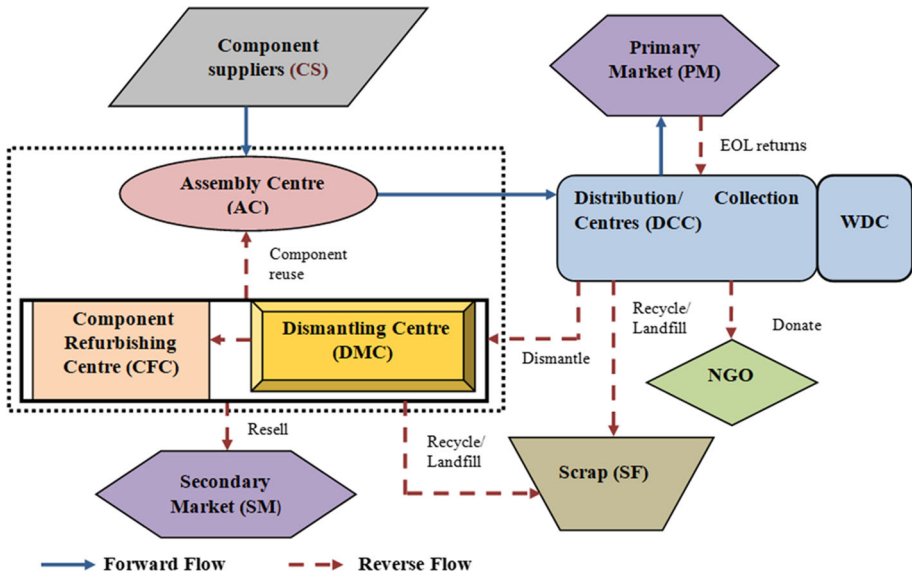 Component
suppliers (CS)
Primary
Market (PM)
EOL returns
Assembly Centre
(AC)
Distribution/ Collection
Centres (DCC)
WDC
Component
reuse
Component
Refurbishing
Centre (CFC)
Dismantling Centre
(DMC)
Dismantle
Recycle/
Landfill
Donate
NGO
Resell
Recycle/
Landfill
Secondary
Market (SM)
Scrap (SF)
Forward Flow
Reverse Flow